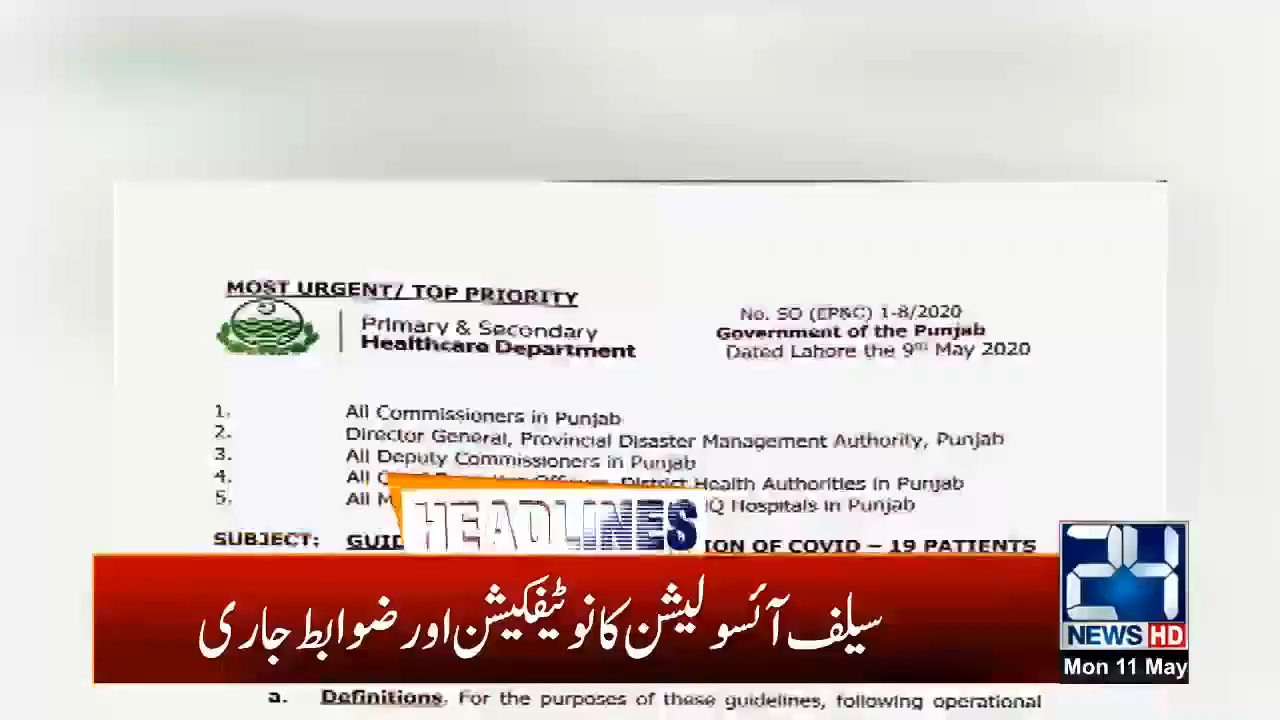 MOST URGENT/ TOP PRIORITY
Primary & Secondary
Healthcare Department
No. SO (EP&C) 1-8/2020
Government of the Punjab
Dated Lahore the 9th May 2020
1. All Commissioners in Punjab
2. Director General, Provincial Disaster Management Authority, Punjab
3. All Deputy Commissioners in Punjab
4. All District Health Authorities in Punjab
5. All Hospitals in Punjab
SUBJECT: OF COVID – 19 PATIENTS
HEADLINES
سیلف آئسولیشن کا نوٹیفکیشن اور ضوابط جاری
24
NEWS HD
Mon 11 May
a. Definitions. For the purposes of these guidelines, following operational